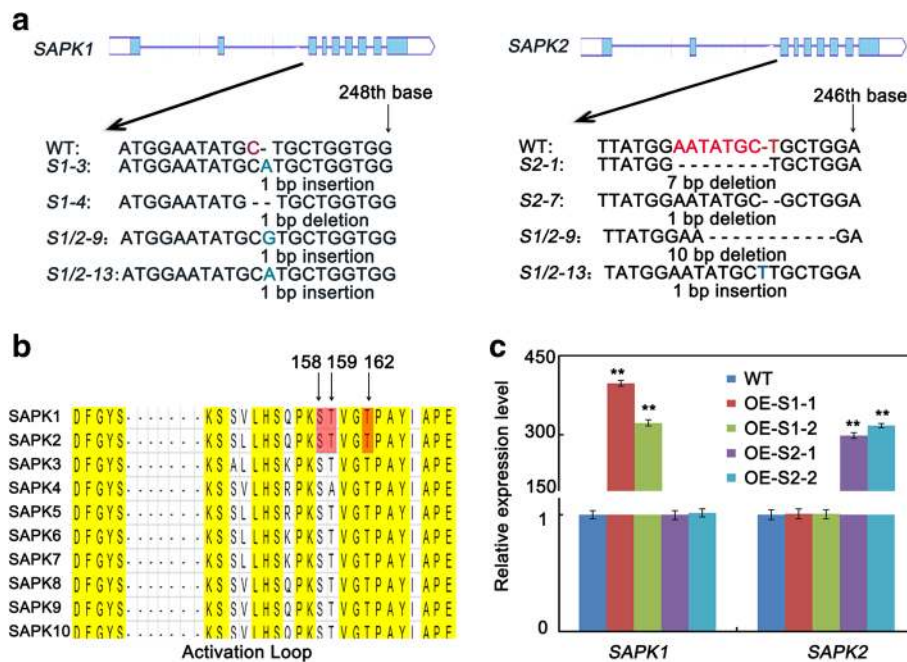 a
SAPK1
248th base
WT: ATGGAATATGC-TGCTGGTGG
S1-3: ATGGAATATGCATGCTGGTGG
1 bp insertion
S1-4: ATGGAATATG--TGCTGGTGG
1 bp deletion
S1/2-9: ATGGAATATGCGTGCTGGTGG
1 bp insertion
S1/2-13: ATGGAATATGCATGCTGGTGG
1 bp insertion
SAPK2
246th base
WT: TTATGGAATATGC-TGCTGGA
S2-1: TTATGG--------TGCTGGA
7 bp deletion
S2-7: TTATGGAATATGC--GCTGGA
1 bp deletion
S1/2-9: TTATGGAA-----------GA
10 bp deletion
S1/2-13: TATGGAATATGCTTGCTGGA
1 bp insertion
b
158 159 162
SAPK1 DFGYS-------KSSVLHSQPKSTVGTPAYIAPE
SAPK2 DFGYS-------KSSVLHSQPKSTVGTPAYIAPE
SAPK3 DFGYS-------KSALLHSKPKSTVGTPAYIAPE
SAPK4 DFGYS-------KSSLLHSRPKSAVGTPAYIAPE
SAPK5 DFGYS-------KSSLLHSRPKSTVGTPAYIAPE
SAPK6 DFGYS-------KSSLLHSKPKSTVGTPAYIAPE
SAPK7 DFGYS-------KSSLLHSKPKSTVGTPAYIAPE
SAPK8 DFGYS-------KSSVLHSQPKSTVGTPAYIAPE
SAPK9 DFGYS-------KSSVLHSQPKSTVGTPAYIAPE
SAPK10 DFGYS-------KSSVLHSQPKSTVGTPAYIAPE
Activation Loop
c
Relative expression level
450
300
150
1
0
** ** ** **
WT
OE-S1-1
OE-S1-2
OE-S2-1
OE-S2-2
SAPK1 SAPK2